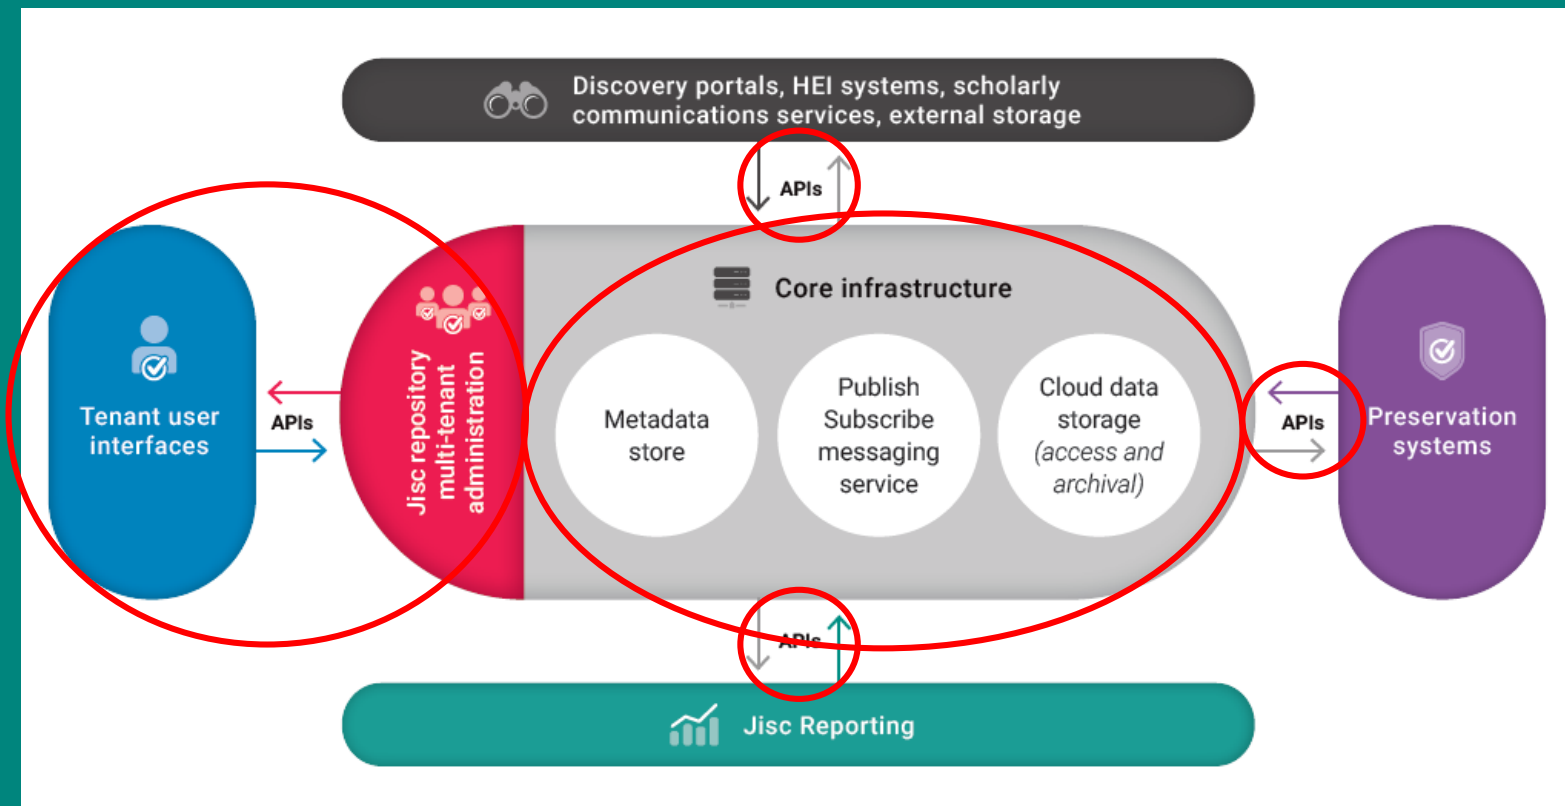 Discovery portals, HEI systems, scholarly
communications services, external storage
APIs
Tenant user
interfaces
APIs
Jisc repository
multi-tenant
administration
Core infrastructure
Metadata
store
Publish
Subscribe
messaging
service
Cloud data
storage
(access and
archival)
APIs
Preservation
systems
APIs
Jisc Reporting